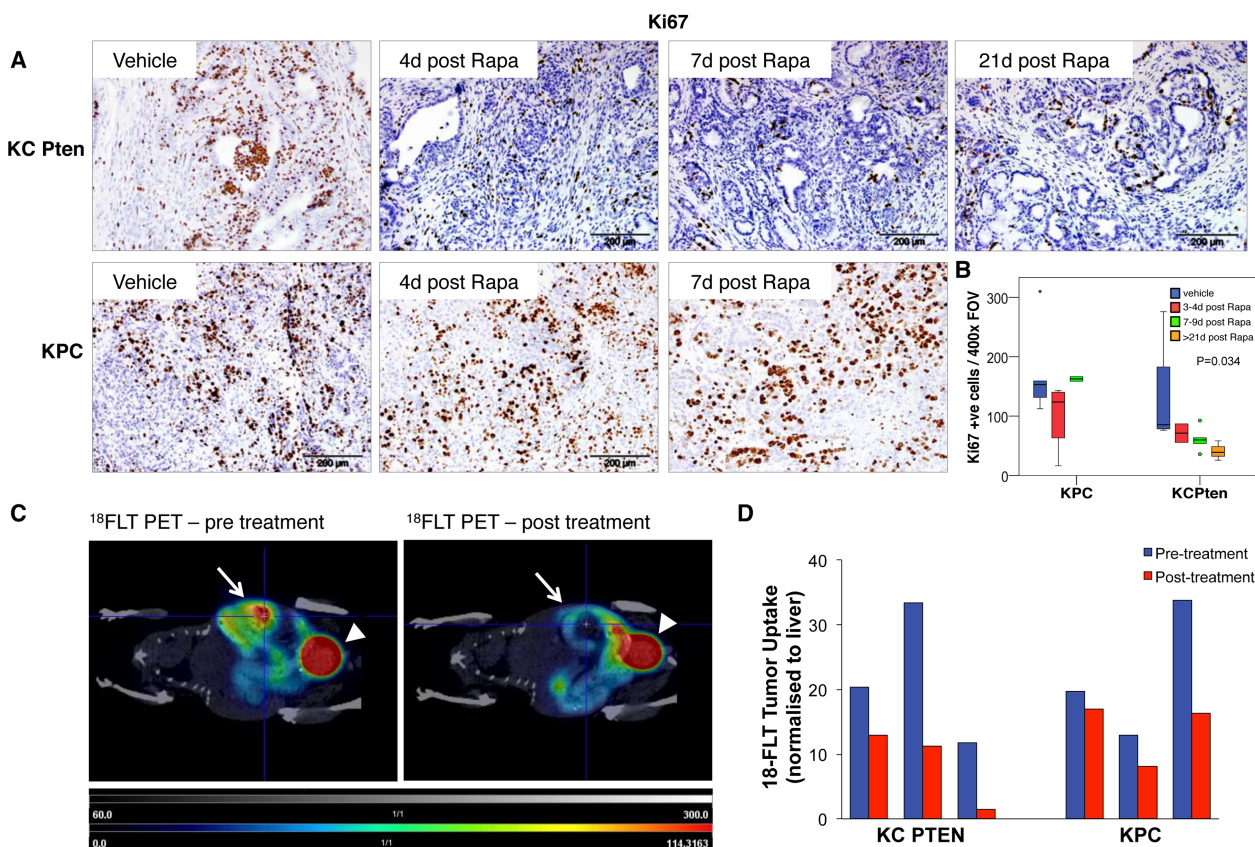 Ki67
A
Vehicle
4d post Rapa
7d post Rapa
21d post Rapa
KC Pten
200 µm
200 µm
200 µm
Vehicle
4d post Rapa
7d post Rapa
KPC
200 µm
200 µm
B
Ki67 +ve cells / 400x FOV
300
200
100
0
vehicle
3-4d post Rapa
7-9d post Rapa
>21d post Rapa
P=0.034
KPC
KCPten
C
¹⁸FLT PET – pre treatment
¹⁸FLT PET – post treatment
60.0
1/1
300.0
0.0
1/1
114.3163
D
18-FLT Tumor Uptake
(normalised to liver)
40
30
20
10
0
Pre-treatment
Post-treatment
KC PTEN
KPC